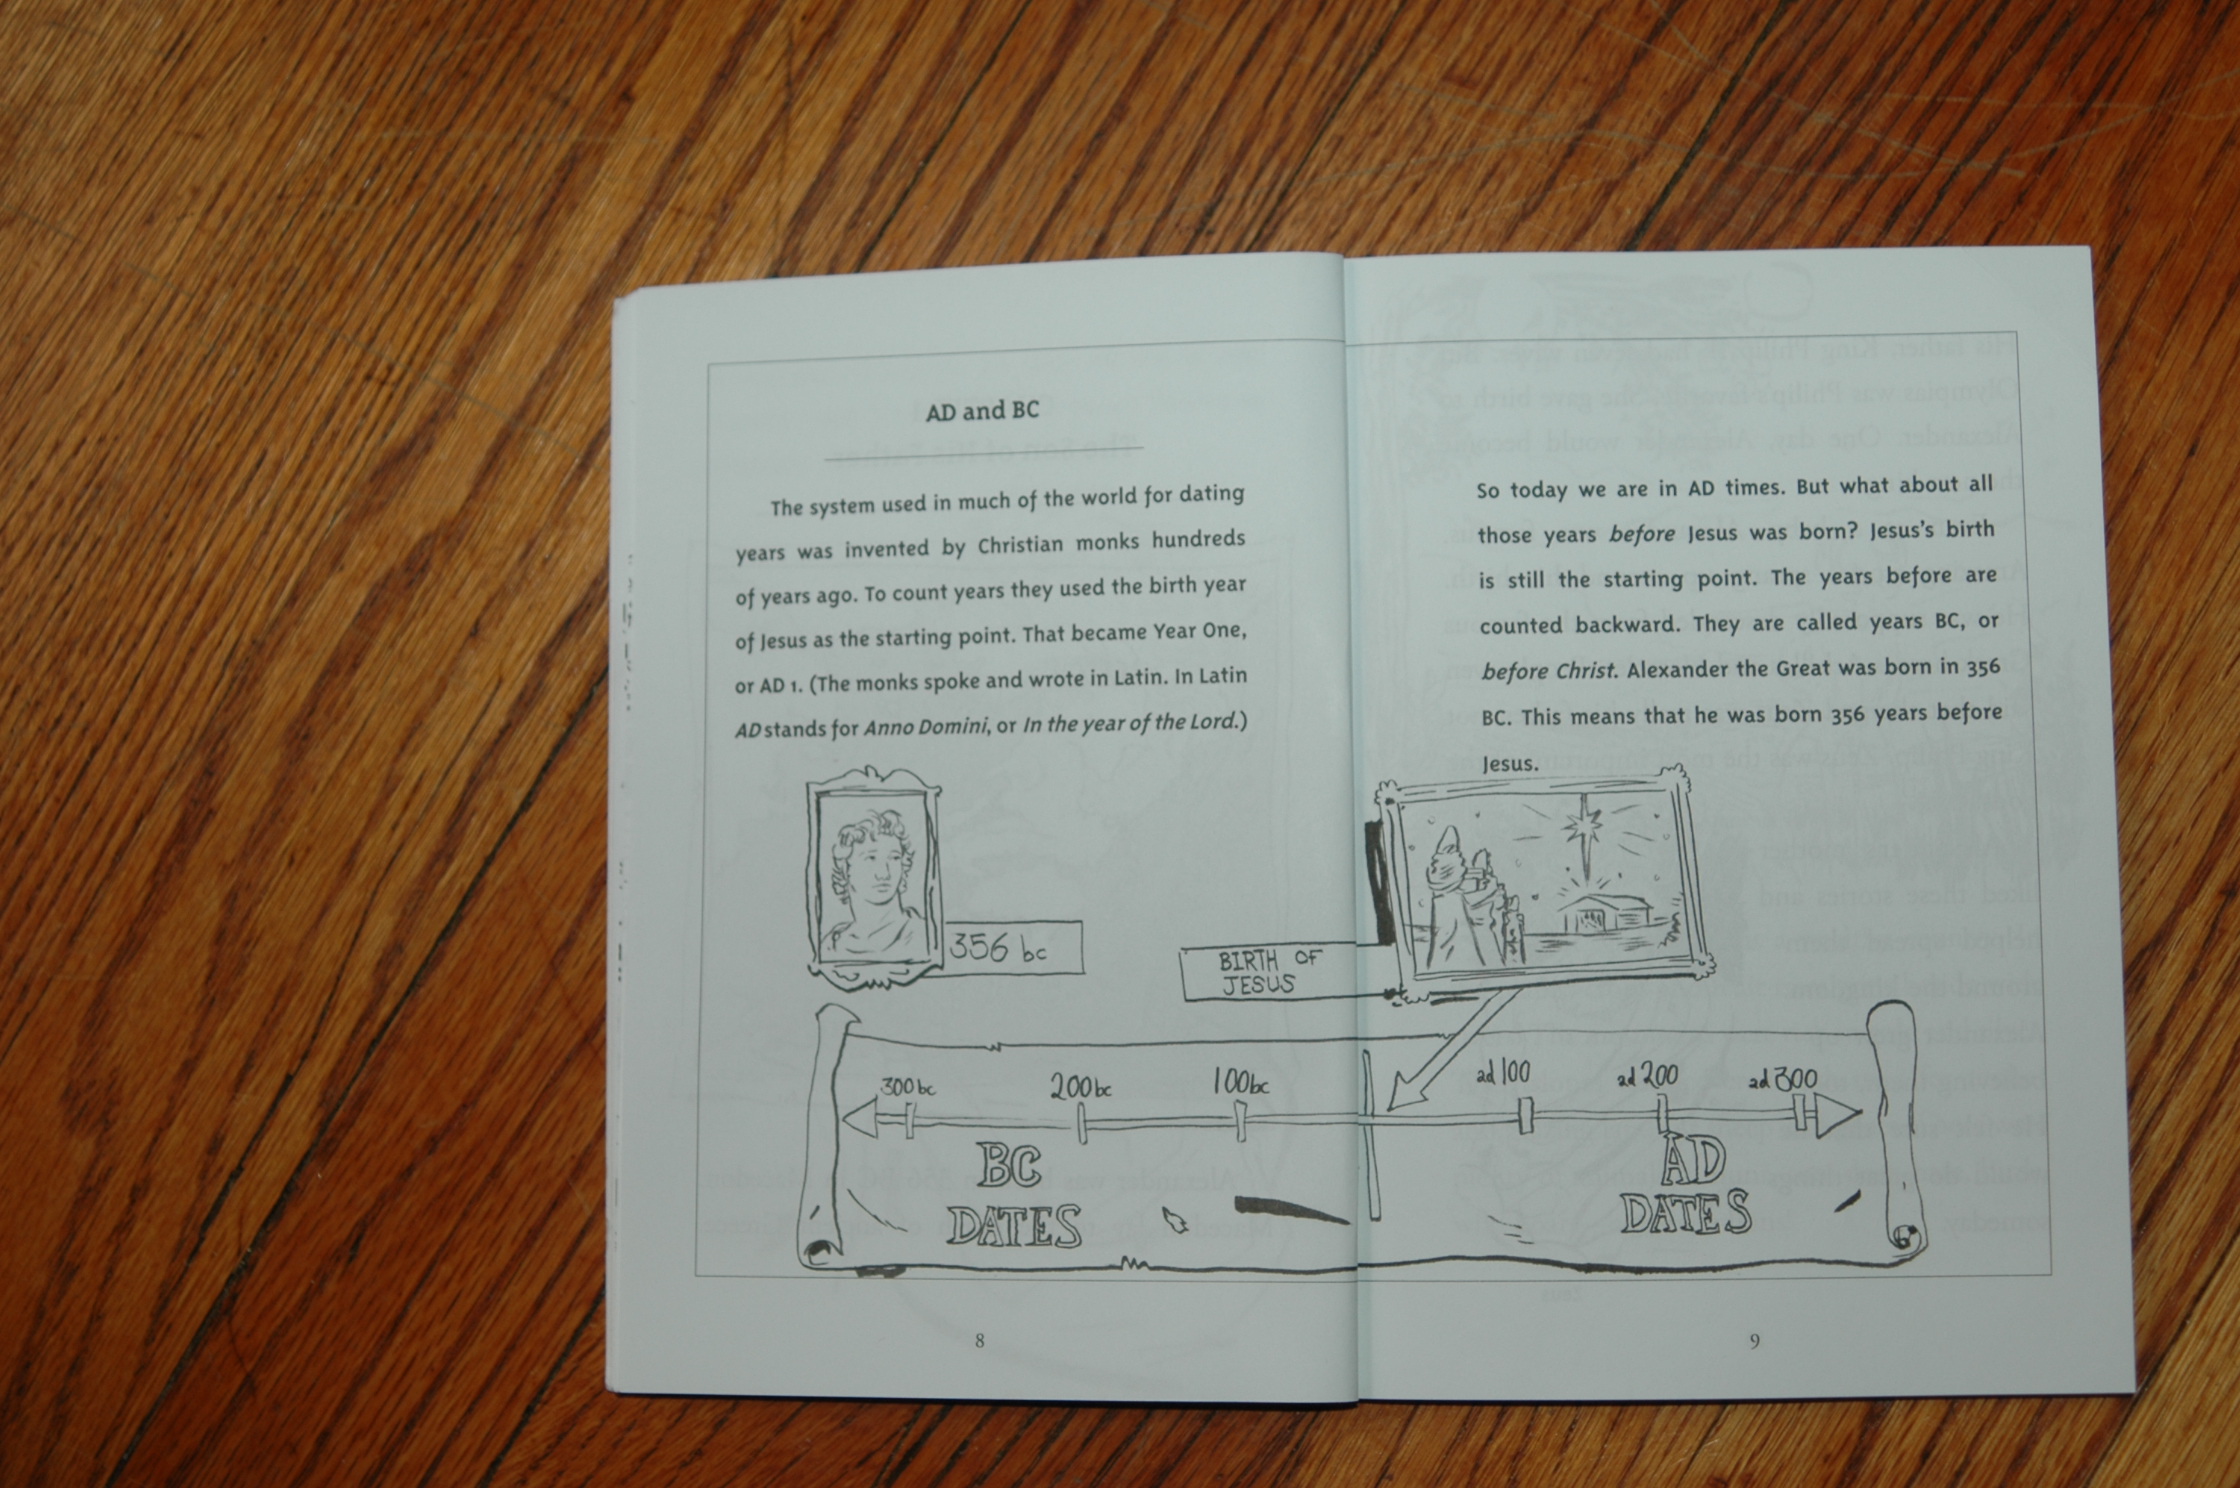 AD and BC
The system used in much of the world for dating
years was invented by Christian monks hundreds
of years ago. To count years they used the birth year
of Jesus as the starting point. That became Year One,
or AD 1. (The monks spoke and wrote in Latin. In Latin
AD stands for Anno Domini, or In the year of the Lord.)
356 bc
BIRTH OF
JESUS
300bc
200bc
100bc
BC
DATES
8
So today we are in AD times. But what about all
those years before Jesus was born? Jesus's birth
is still the starting point. The years before are
counted backward. They are called years BC, or
before Christ. Alexander the Great was born in 356
BC. This means that he was born 356 years before
Jesus.
ad 100
ad 200
ad 300
AD
DATES
9